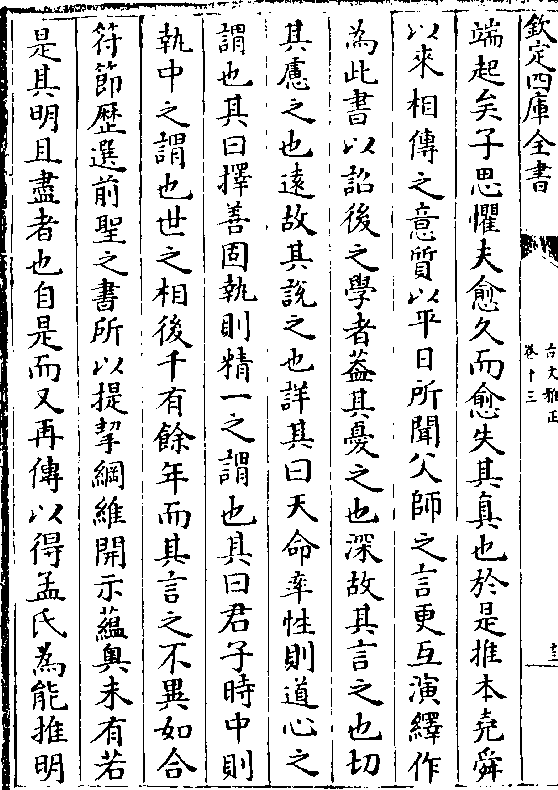 欽定四庫全書
古文雅正
卷十三
端起矣子思懼夫愈久而愈失其真也於是推本堯舜
以來相傳之意質以平日所聞父師之言更互演繹作
為此書以詔後之學者葢其憂之也深故其言之也切
其慮之也遠故其説之也詳其曰天命率性則道心之
謂也其曰擇善固執則精一之謂也其曰君子時中則
執中之謂也世之相後千有餘年而其言之不異如合
符節歴選前聖之書所以提挈綱維開示蘊奥未有若
是其明且盡者也自是而又再傳以得孟氏為能推明